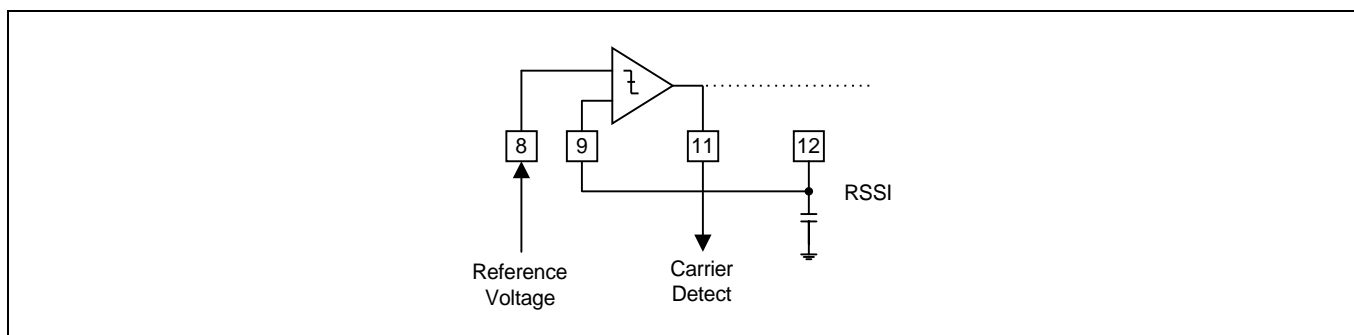 8
9
11
12
RSSI
Reference
Voltage
Carrier
Detect